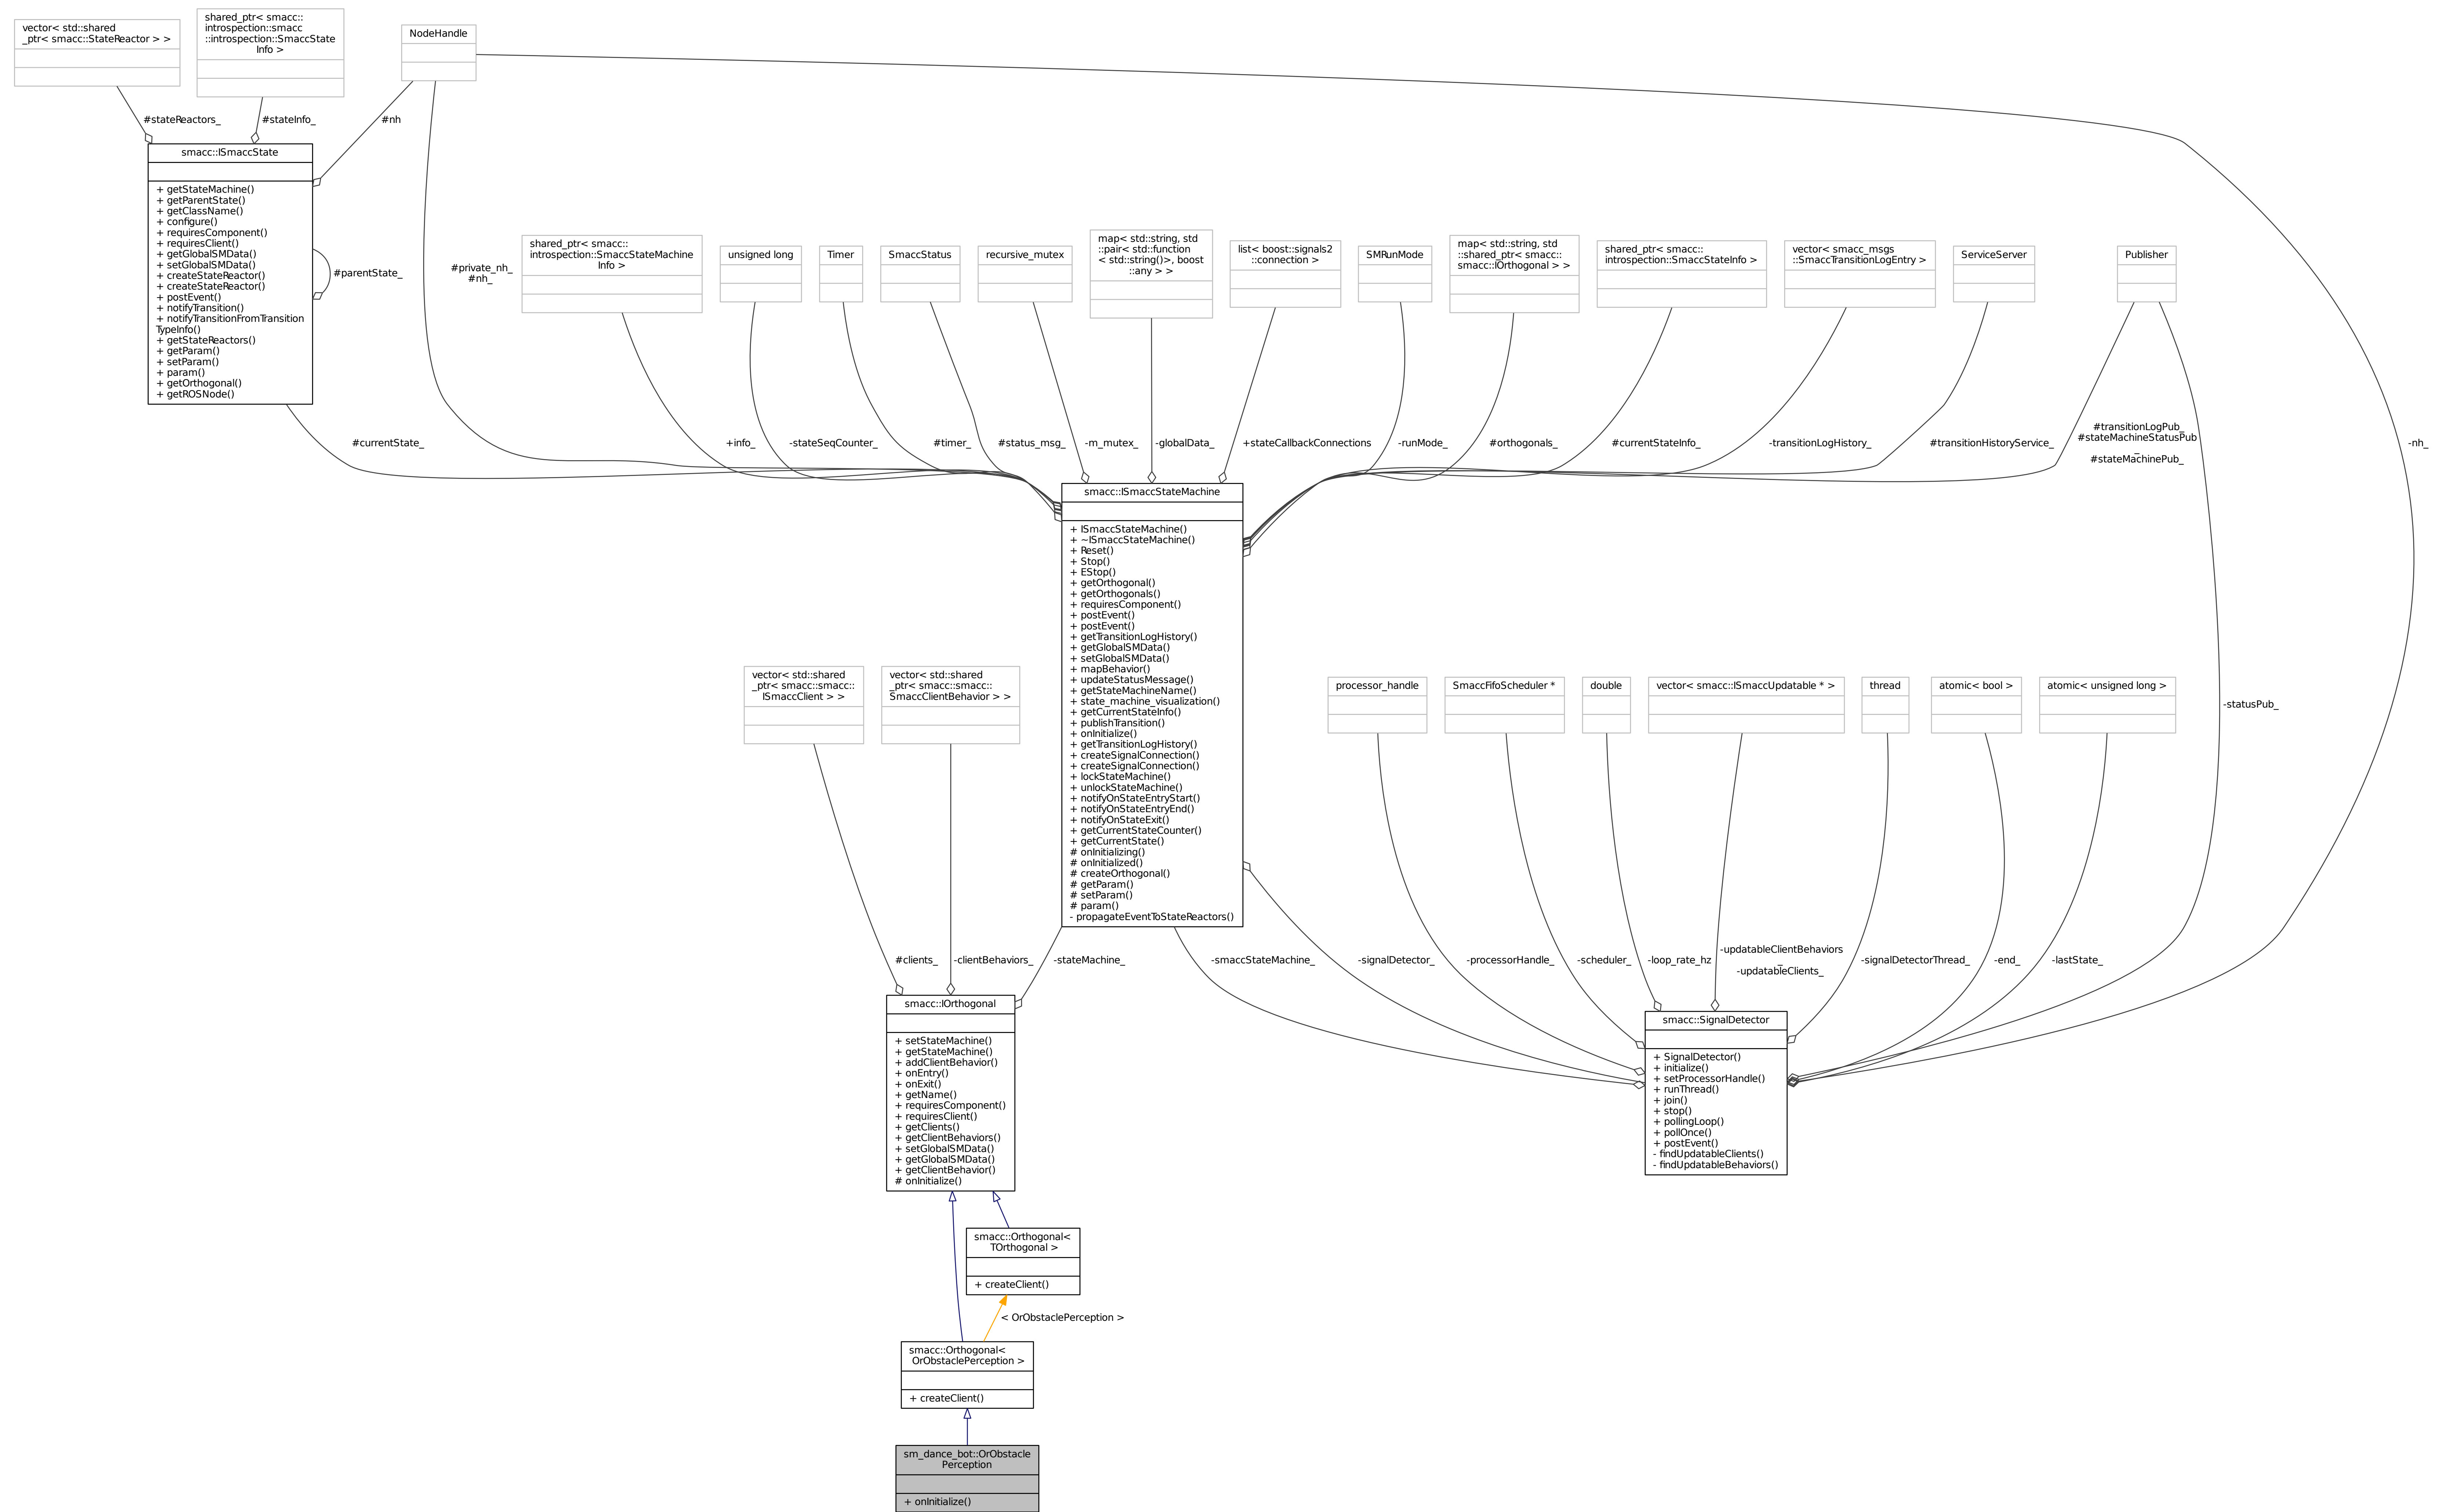 vector< std::shared
_ptr< smacc::StateReactor > >
shared_ptr< smacc::
introspection::smacc
::introspection::SmaccState
Info >
NodeHandle
#stateReactors_
#stateInfo_
#nh
smacc::ISmaccState
+ getStateMachine()
+ getParentState()
+ getClassName()
+ configure()
+ requiresComponent()
+ requiresClient()
+ getGlobalSMData()
+ setGlobalSMData()
+ createStateReactor()
+ createStateReactor()
+ postEvent()
+ notifyTransition()
+ notifyTransitionFromTransition
TypeInfo()
+ getStateReactors()
+ getParam()
+ setParam()
+ param()
+ getOrthogonal()
+ getROSNode()
#parentState_
#private_nh_
#nh_
shared_ptr< smacc::
introspection::SmaccStateMachine
Info >
unsigned long
Timer
SmaccStatus
recursive_mutex
map< std::string, std
::pair< std::function
< std::string()>, boost
::any > >
list< boost::signals2
::connection >
SMRunMode
map< std::string, std
::shared_ptr< smacc::
smacc::IOrthogonal > >
shared_ptr< smacc::
introspection::SmaccStateInfo >
vector< smacc_msgs
::SmaccTransitionLogEntry >
ServiceServer
Publisher
#currentState_
+info_
-stateSeqCounter_
#timer_
#status_msg_
-m_mutex_
-globalData_
+stateCallbackConnections
-runMode_
#orthogonals_
#currentStateInfo_
-transitionLogHistory_
#transitionHistoryService_
#transitionLogPub_
#stateMachineStatusPub
_
#stateMachinePub_
-nh_
smacc::ISmaccStateMachine
+ ISmaccStateMachine()
+ ~ISmaccStateMachine()
+ Reset()
+ Stop()
+ EStop()
+ getOrthogonal()
+ getOrthogonals()
+ requiresComponent()
+ postEvent()
+ postEvent()
+ getTransitionLogHistory()
+ getGlobalSMData()
+ setGlobalSMData()
+ mapBehavior()
+ updateStatusMessage()
+ getStateMachineName()
+ state_machine_visualization()
+ getCurrentStateInfo()
+ publishTransition()
+ onInitialize()
+ getTransitionLogHistory()
+ createSignalConnection()
+ createSignalConnection()
+ lockStateMachine()
+ unlockStateMachine()
+ notifyOnStateEntryStart()
+ notifyOnStateEntryEnd()
+ notifyOnStateExit()
+ getCurrentStateCounter()
+ getCurrentState()
# onInitializing()
# onInitialized()
# createOrthogonal()
# getParam()
# setParam()
# param()
- propagateEventToStateReactors()
vector< std::shared
_ptr< smacc::smacc::
ISmaccClient > >
vector< std::shared
_ptr< smacc::smacc::
SmaccClientBehavior > >
processor_handle
SmaccFifoScheduler *
double
vector< smacc::ISmaccUpdatable * >
thread
atomic< bool >
atomic< unsigned long >
-statusPub_
#clients_
-clientBehaviors_
-stateMachine_
-smaccStateMachine_
-signalDetector_
-processorHandle_
-scheduler_
-loop_rate_hz
-updatableClientBehaviors
_
-updatableClients_
-signalDetectorThread_
-end_
-lastState_
smacc::IOrthogonal
+ setStateMachine()
+ getStateMachine()
+ addClientBehavior()
+ onEntry()
+ onExit()
+ getName()
+ requiresComponent()
+ requiresClient()
+ getClients()
+ getClientBehaviors()
+ setGlobalSMData()
+ getGlobalSMData()
+ getClientBehavior()
# onInitialize()
smacc::SignalDetector
+ SignalDetector()
+ initialize()
+ setProcessorHandle()
+ runThread()
+ join()
+ stop()
+ pollingLoop()
+ pollOnce()
+ postEvent()
- findUpdatableClients()
- findUpdatableBehaviors()
smacc::Orthogonal<
TOrthogonal >
+ createClient()
< OrObstaclePerception >
smacc::Orthogonal<
OrObstaclePerception >
+ createClient()
sm_dance_bot::OrObstacle
Perception
+ onInitialize()